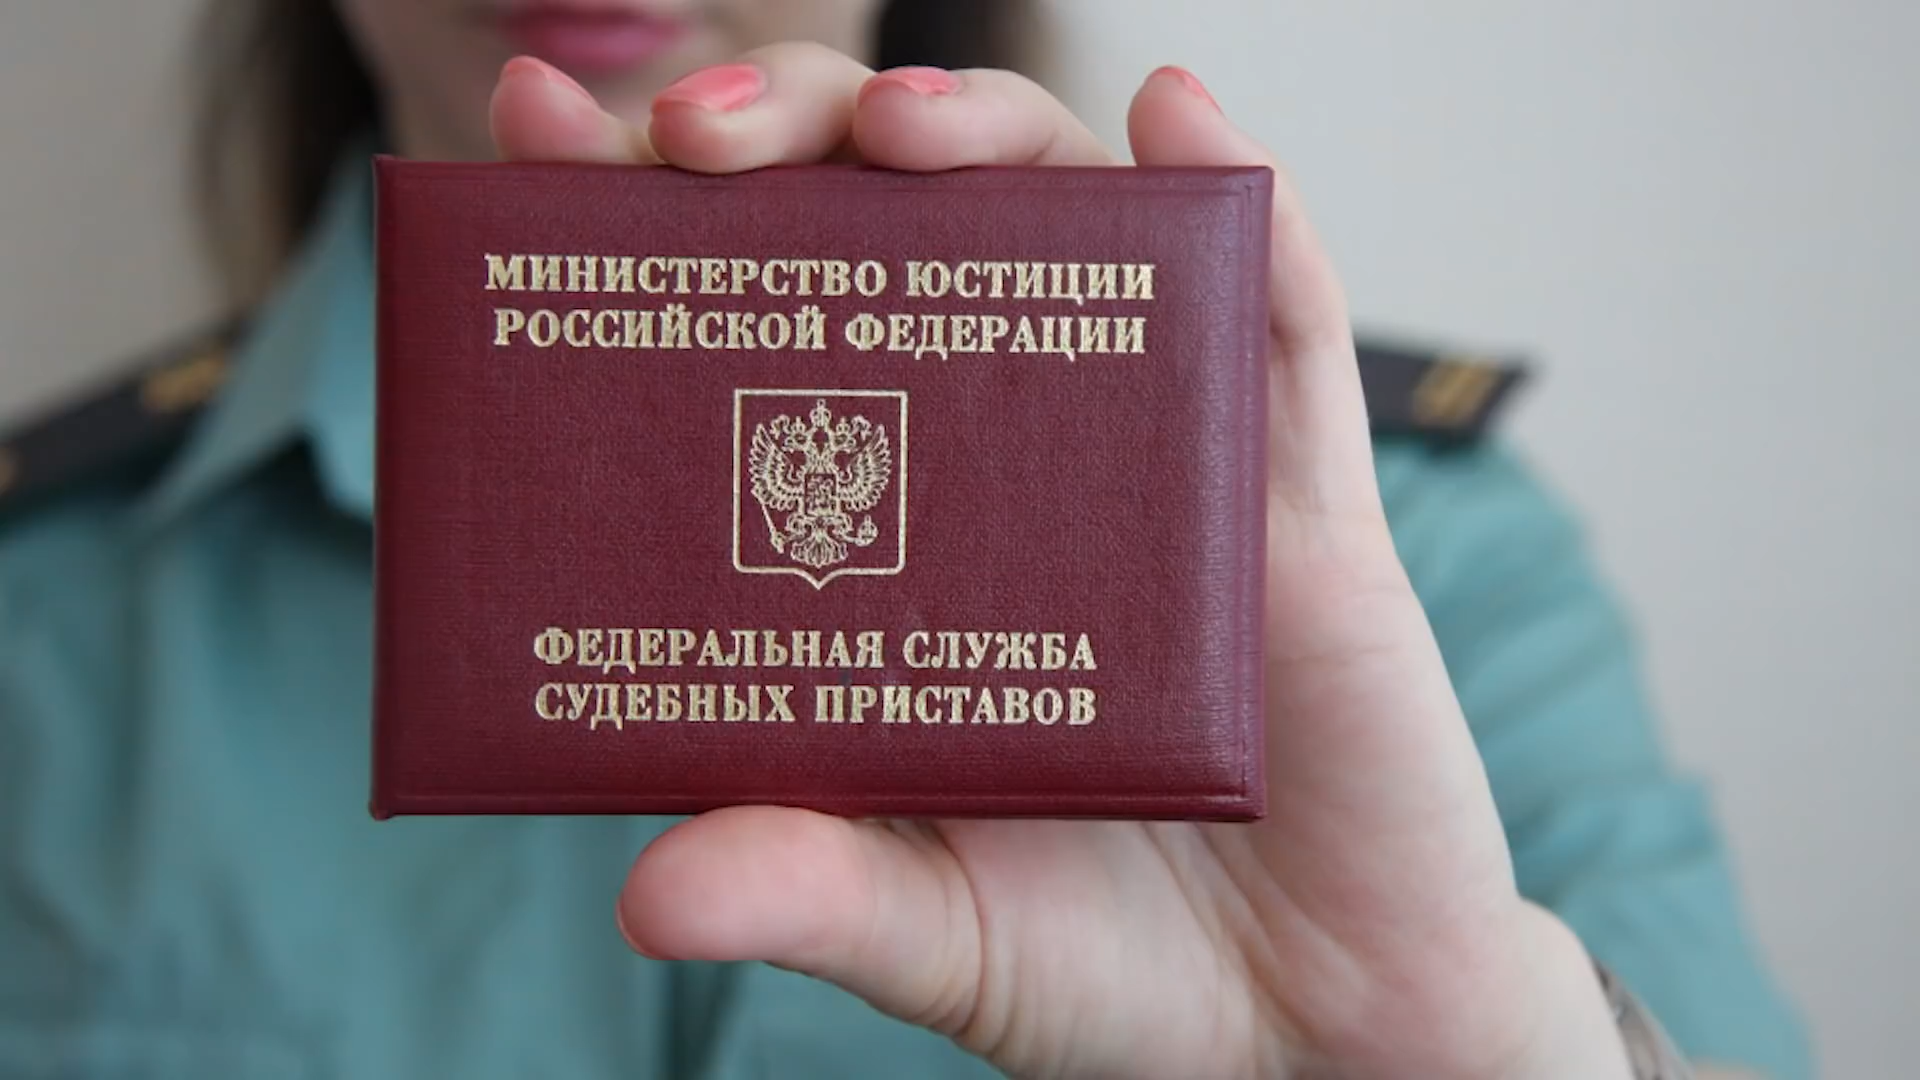 МИНИСТЕРСТВО ЮСТИЦИИ
РОССИЙСКОЙ ФЕДЕРАЦИИ
ФЕДЕРАЛЬНАЯ СЛУЖБА
СУДЕБНЫХ ПРИСТАВОВ